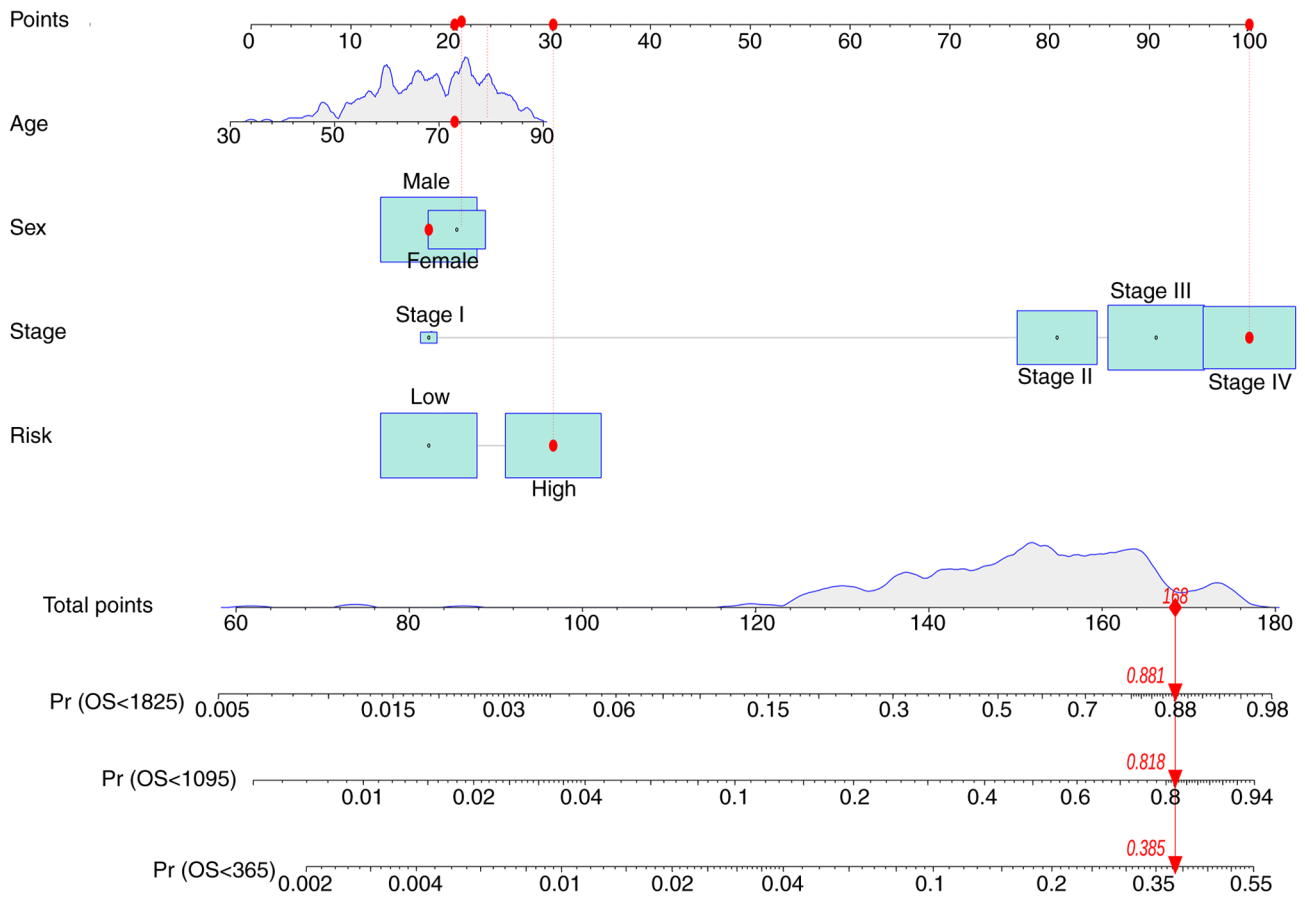 Points
0 10 20 30 40 50 60 70 80 90 100
Age
30 50 70 90
Male
Sex
Female
Stage I
Stage III
Stage
Stage II
Stage IV
Low
Risk
High
168
Total points
60 80 100 120 140 160 180
0.881
Pr (OS<1825)
0.005 0.015 0.03 0.06 0.15 0.3 0.5 0.7 0.88 0.98
0.818
Pr (OS<1095)
0.01 0.02 0.04 0.1 0.2 0.4 0.6 0.8 0.94
0.385
Pr (OS<365)
0.002 0.004 0.01 0.02 0.04 0.1 0.2 0.35 0.55